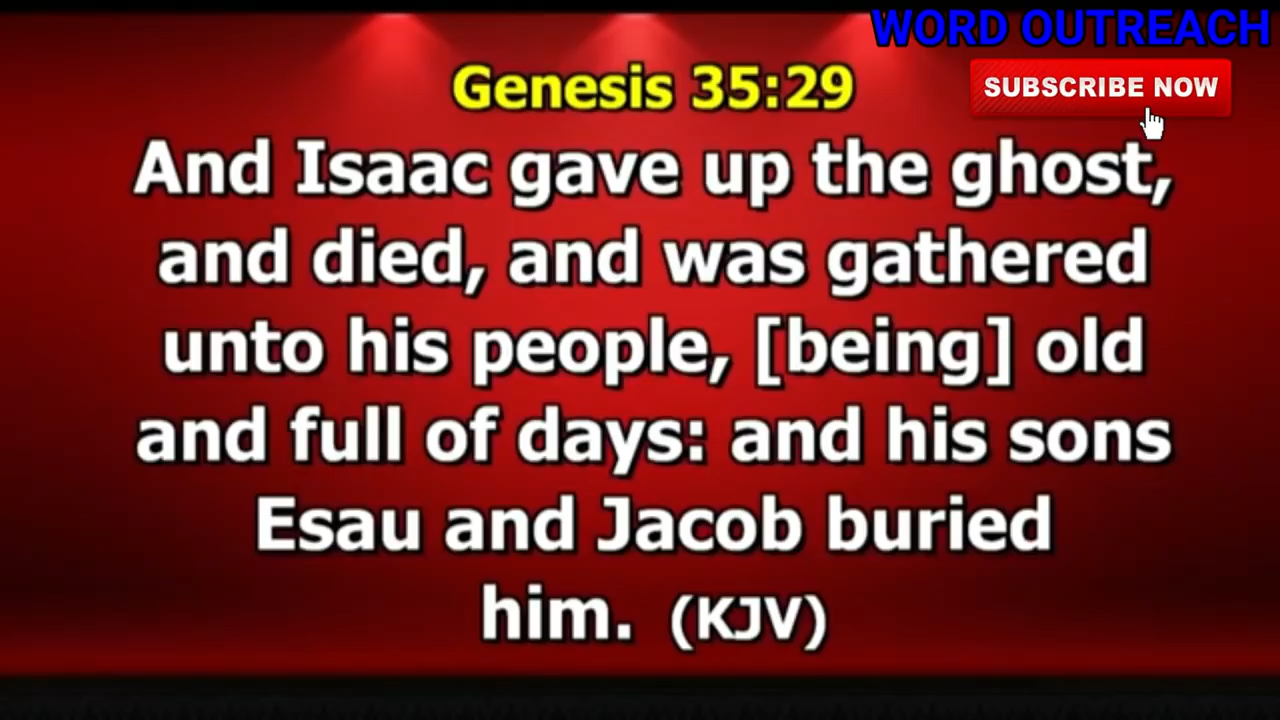 WORD OUTREACH
Genesis 35:29
SUBSCRIBE NOW
And Isaac gave up the ghost,
and died, and was gathered
unto his people, [being] old
and full of days: and his sons
Esau and Jacob buried
him. (KJV)